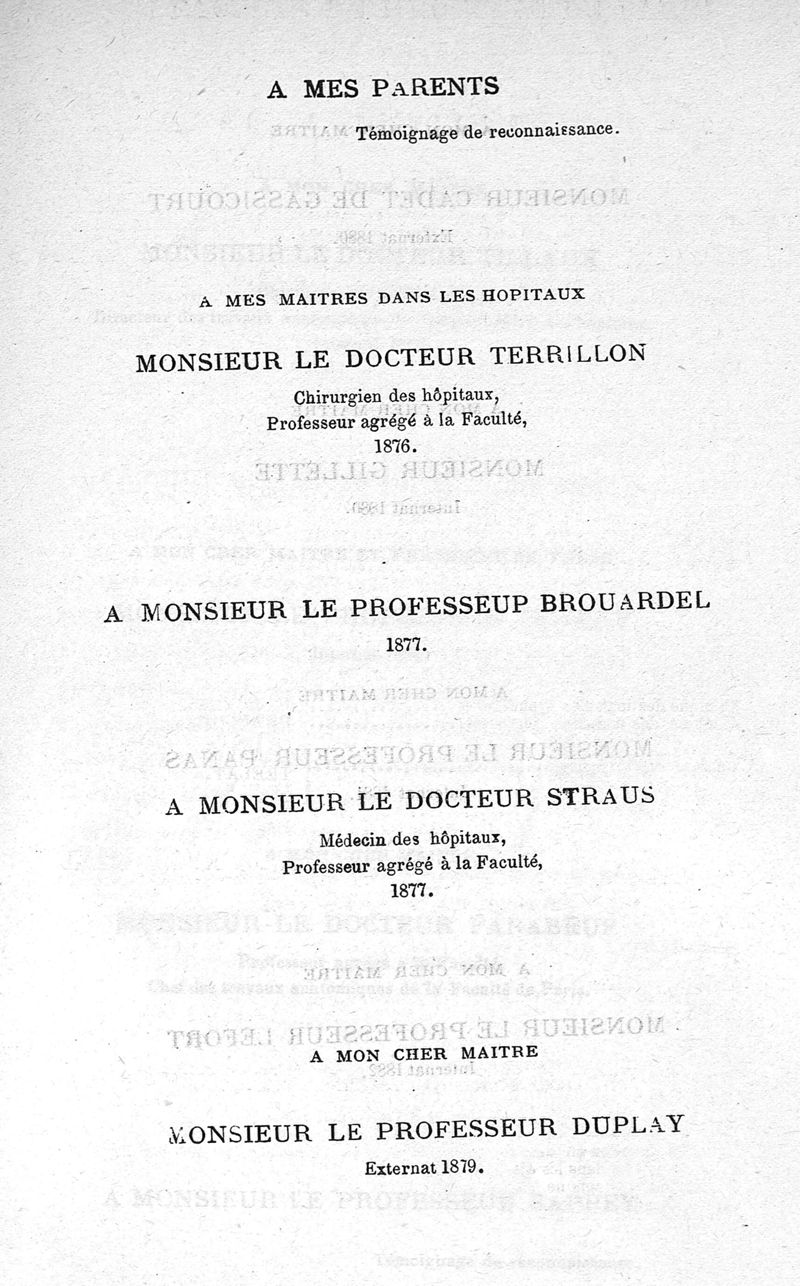 A MES PARENTS
Témoignage de reconnaissance.
A MES MAITRES DANS LES HOPITAUX
MONSIEUR LE DOCTEUR TERRILLON
Chirurgien des hôpitaux,
Professeur agrégé à la Faculté,
1876.
A MONSIEUR LE PROFESSEUP BROUARDEL
1877.
A MONSIEUR LE DOCTEUR STRAUS
Médecin des hôpitaux,
Professeur agrégé à la Faculté,
1877.
A MON CHER MAITRE
MONSIEUR LE PROFESSEUR DUPLAY
Externat 1879.